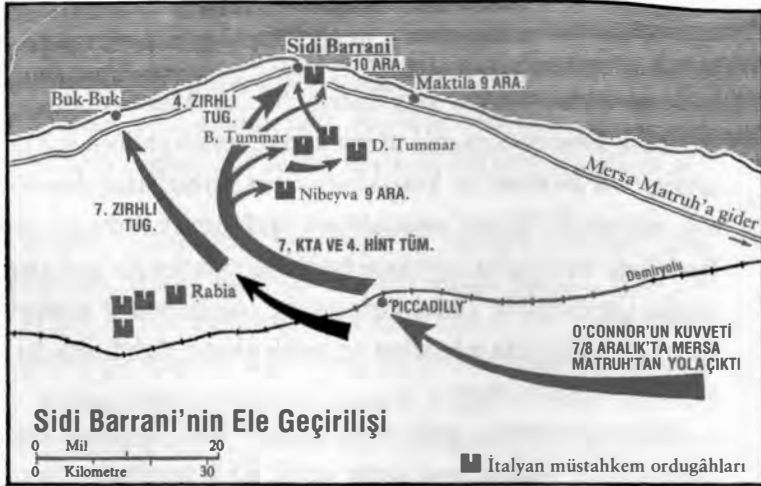 Sidi Barrani
10 ARA.
Buk-Buk
4. ZIRHLI
TUG.
Maktila 9 ARA.
B. Tummar
D. Tummar
Mersa Matruh'a gider
Nibeyva 9 ARA.
7. ZIRHLI
TUG.
7. KTA VE 4. HİNT TÜM.
Demiryolu
Rabia
'PICCADILLY'
O'CONNOR'UN KUVVETİ
7/8 ARALIK'TA MERSA
MATRUH'TAN YOLA ÇIKTI
Sidi Barrani'nin Ele Geçirilişi
0 Mil 20
0 Kilometre 30
İtalyan müstahkem ordugâhları